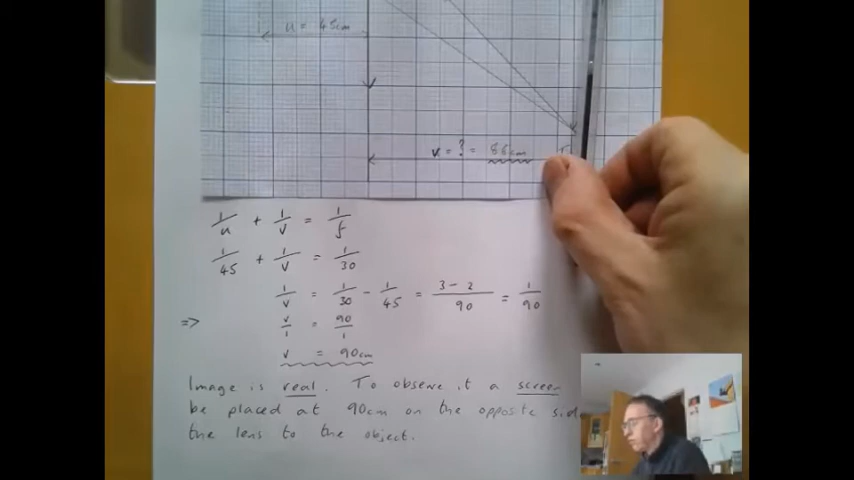 u = 45cm
v = ? = 86cm
1/u + 1/v = 1/f
1/45 + 1/v = 1/30
1/v = 1/30 - 1/45 = 3-2/90 = 1/90
=> v/1 = 90/1
v = 90cm
Image is real. To observe it a screen
be placed at 90cm on the opposite sid
the lens to the object.